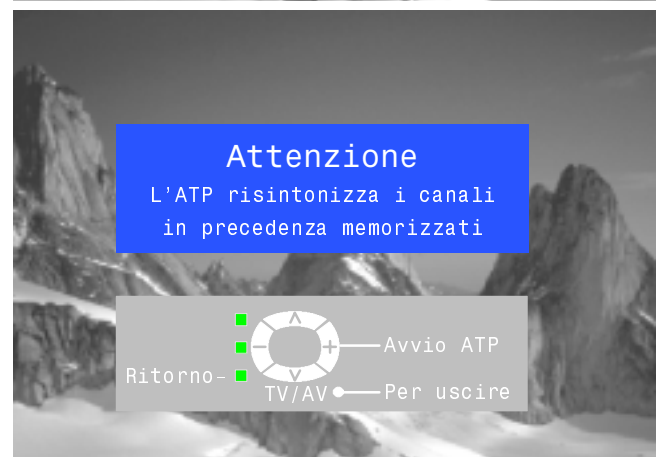 Attenzione
L'ATP risintonizza i canali
in precedenza memorizzati
Avvio ATP
Ritorno
TV/AV Per uscire